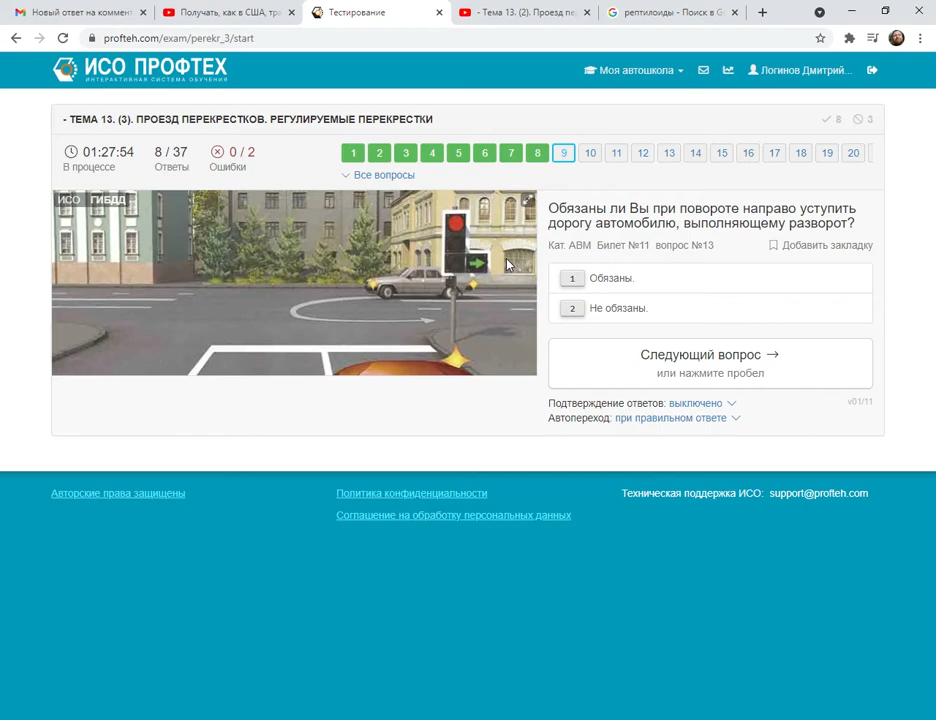 Новый ответ на коммент
Получать, как в США, тра
Тестирование
- Тема 13. (2). Проезд пе
рептилоиды - Поиск в G
profteh.com/exam/perekr_3/start
ИСО ПРОФТЕХ
ИНТЕРАКТИВНАЯ СИСТЕМА ОБУЧЕНИЯ
Моя автошкола
Логинов Дмитрий...
- ТЕМА 13. (3). ПРОЕЗД ПЕРЕКРЕСТКОВ. РЕГУЛИРУЕМЫЕ ПЕРЕКРЕСТКИ
8 3
01:27:54 8 / 37 0 / 2
В процессе Ответы Ошибки
1 2 3 4 5 6 7 8 9 10 11 12 13 14 15 16 17 18 19 20
Все вопросы
ИСО ГИБДД
Обязаны ли Вы при повороте направо уступить
дорогу автомобилю, выполняющему разворот?
Кат. АВМ Билет №11 вопрос №13 Добавить закладку
1 Обязаны.
2 Не обязаны.
Следующий вопрос →
или нажмите пробел
Подтверждение ответов: выключено
v01/11
Автопереход: при правильном ответе
Авторские права защищены
Политика конфиденциальности
Соглашение на обработку персональных данных
Техническая поддержка ИСО: support@profteh.com